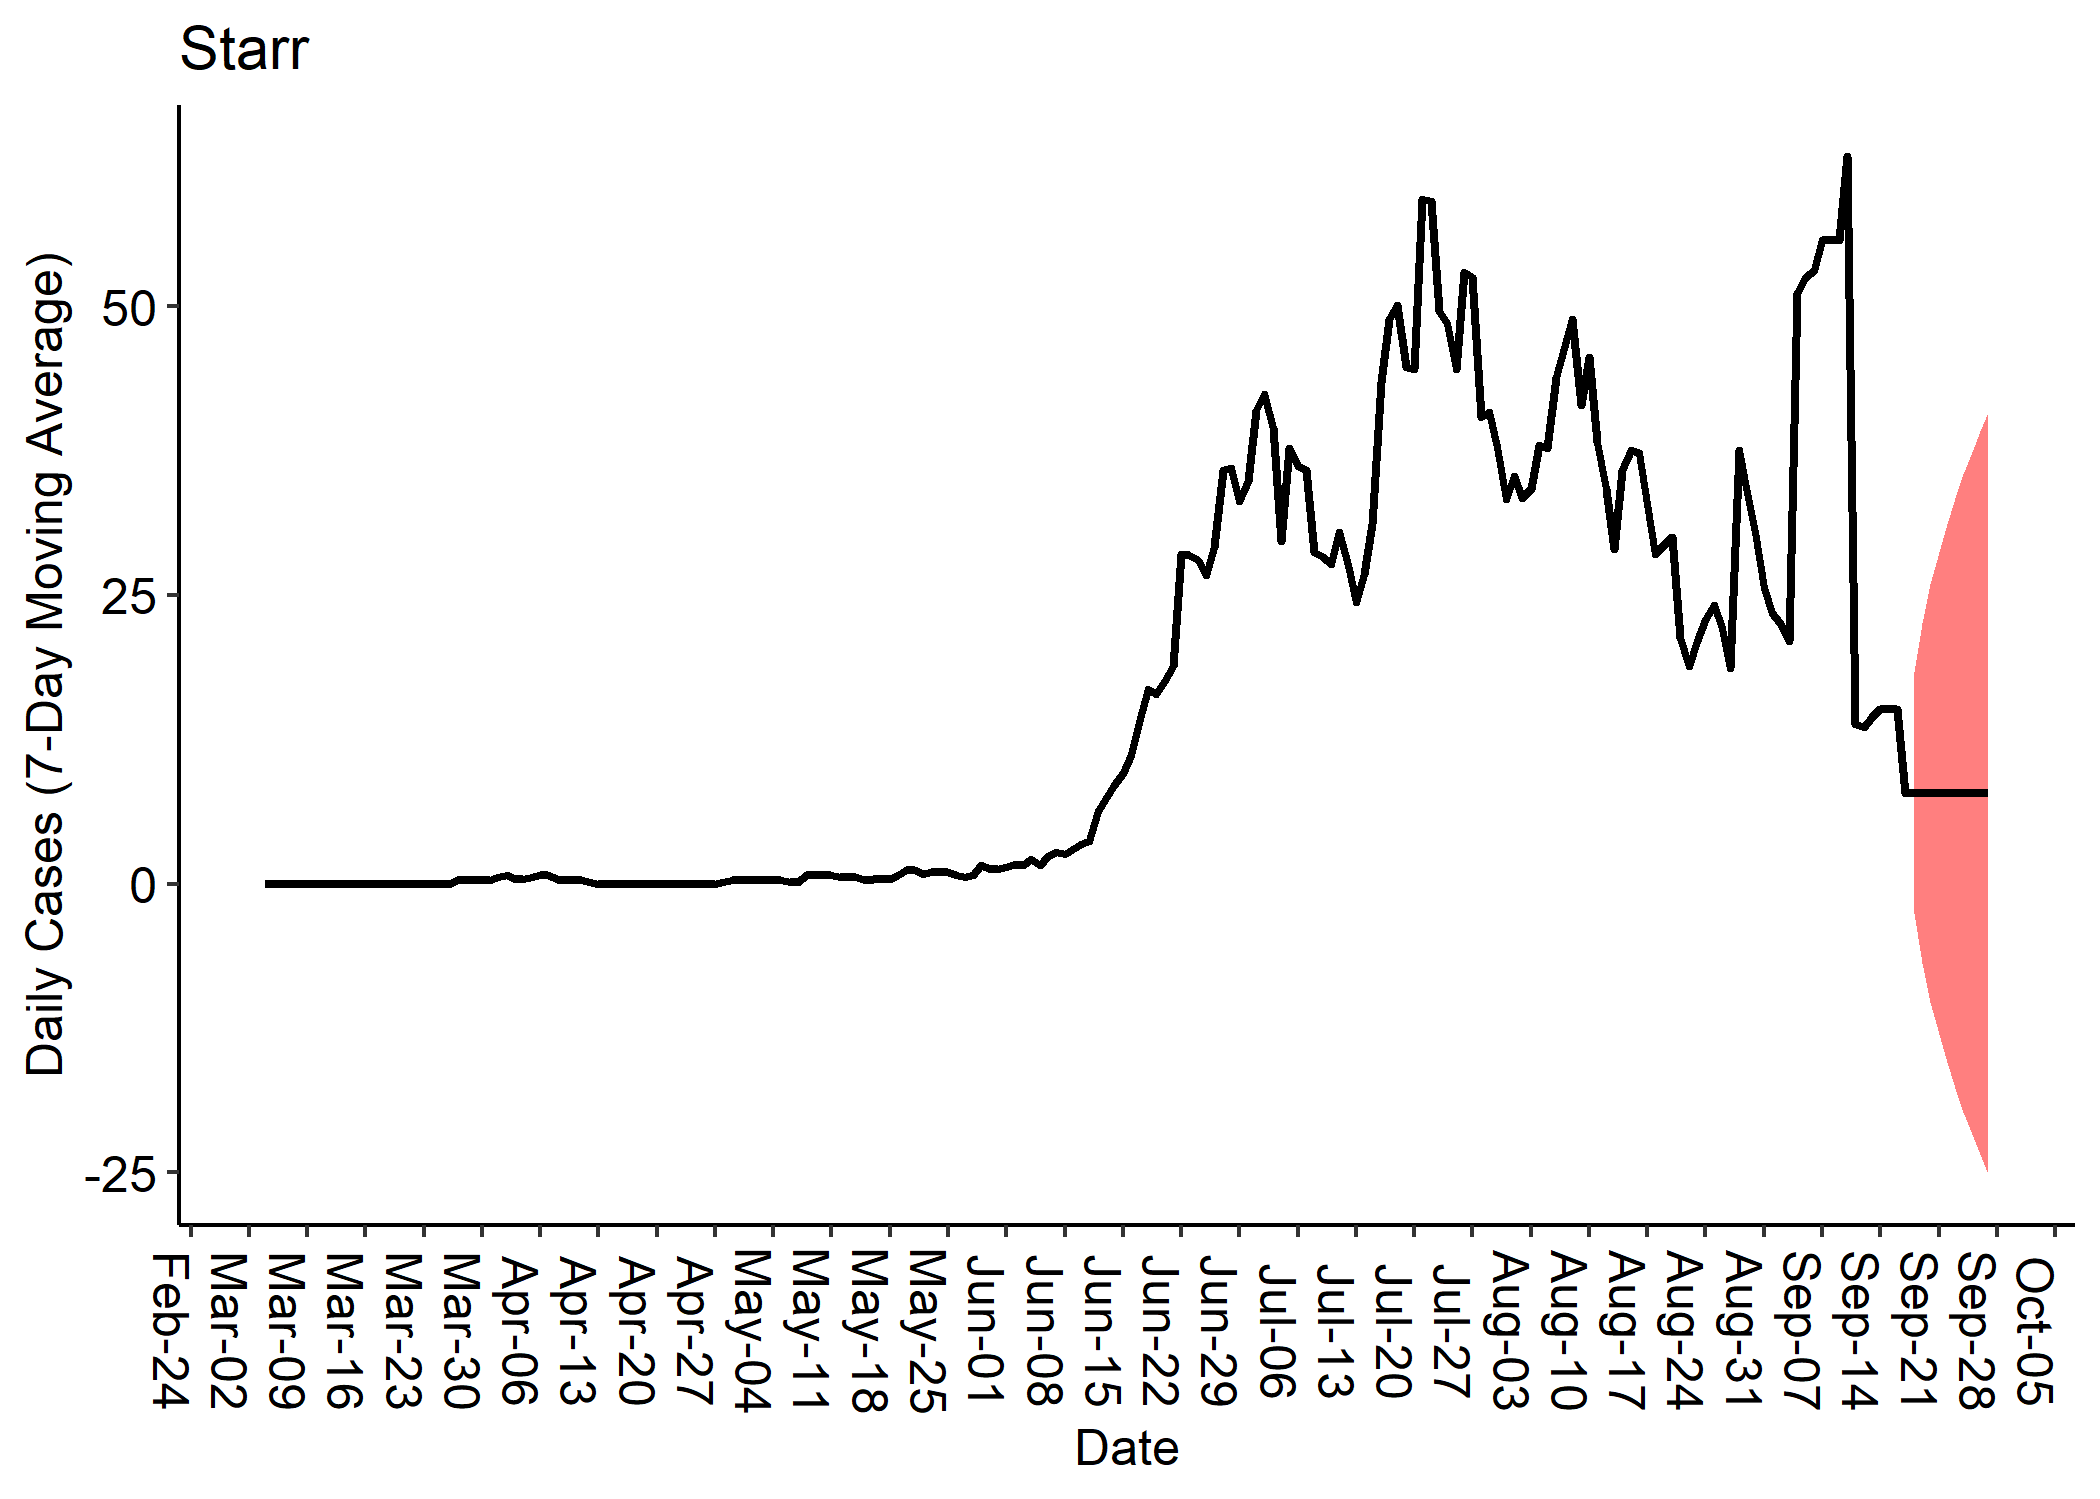 Starr
Daily Cases (7-Day Moving Average)
50
25
0
-25
Feb-24
Mar-02
Mar-09
Mar-16
Mar-23
Mar-30
Apr-06
Apr-13
Apr-20
Apr-27
May-04
May-11
May-18
May-25
Jun-01
Jun-08
Jun-15
Jun-22
Jun-29
Jul-06
Jul-13
Jul-20
Jul-27
Aug-03
Aug-10
Aug-17
Aug-24
Aug-31
Sep-07
Sep-14
Sep-21
Sep-28
Oct-05
Date